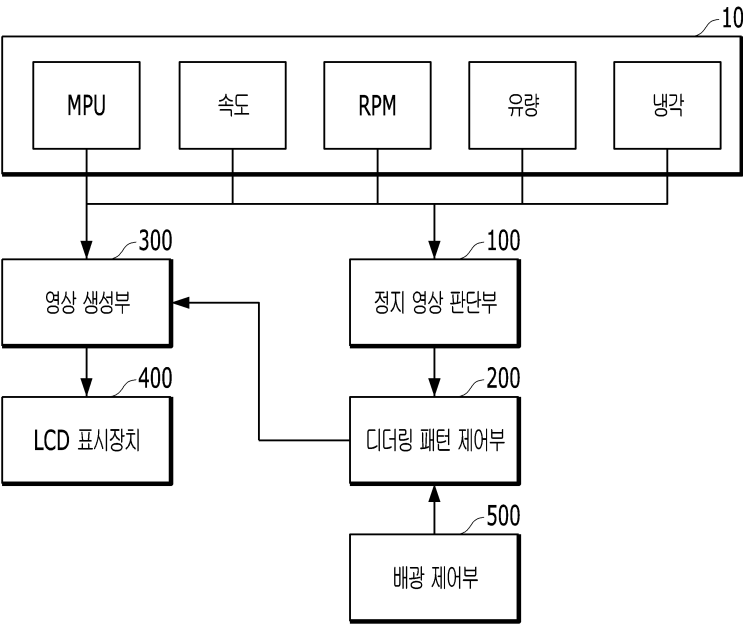 10
MPU
속도
RPM
유량
냉각
300
100
영상 생성부
정지 영상 판단부
400
200
LCD 표시장치
디더링 패턴 제어부
500
배광 제어부